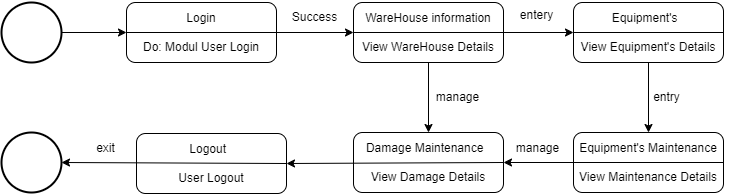 Login
Do: Modul User Login
Success
WareHouse information
View WareHouse Details
entery
Equipment's
View Equipment's Details
manage
entry
exit
Logout
User Logout
Damage Maintenance
View Damage Details
manage
Equipment's Maintenance
View Maintenance Details